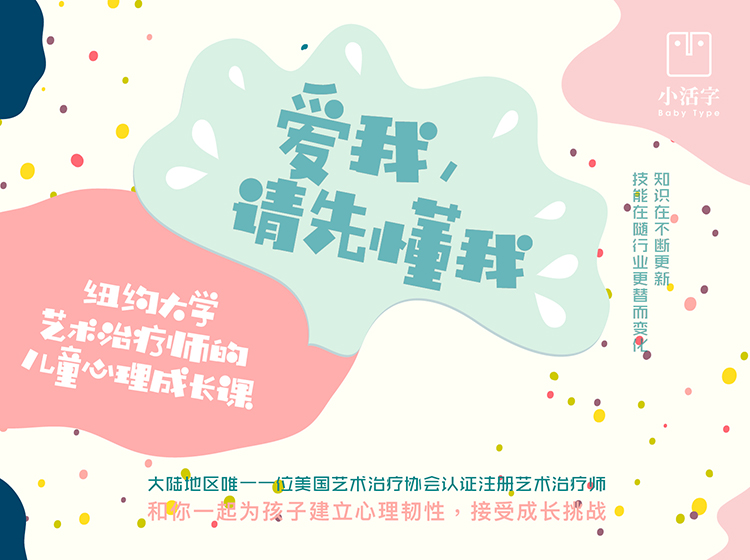 小活字
Baby Type
爱我，
请先懂我
知识在不断更新
技能在随行业更替而变化
纽约大学
艺术治疗师的
儿童心理成长课
大陆地区唯一一位美国艺术治疗协会认证注册艺术治疗师
和你一起为孩子建立心理韧性，接受成长挑战